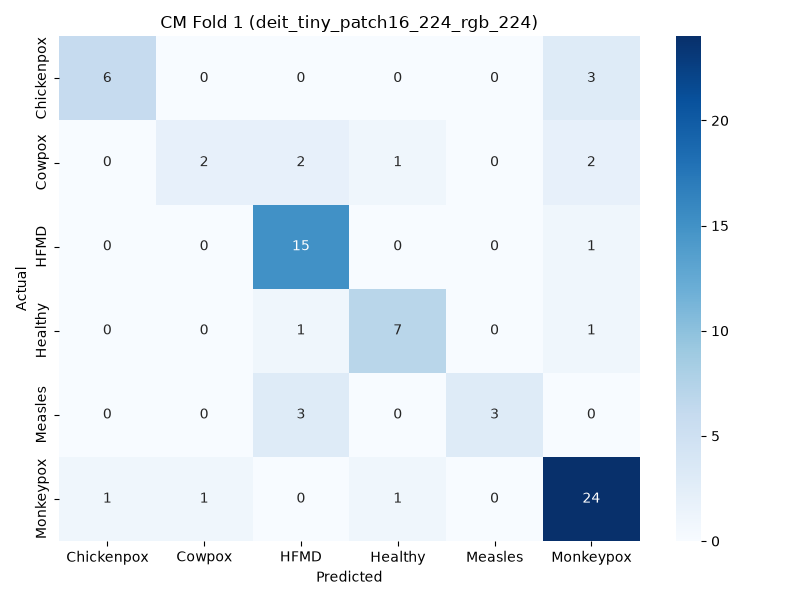 CM Fold 1 (deit_tiny_patch16_224_rgb_224)
Chickenpox 6 0 0 0 0 3
Cowpox 0 2 2 1 0 2
HFMD 0 0 15 0 0 1
Healthy 0 0 1 7 0 1
Measles 0 0 3 0 3 0
Monkeypox 1 1 0 1 0 24
Chickenpox Cowpox HFMD Healthy Measles Monkeypox
Predicted
Actual
20
15
10
5
0